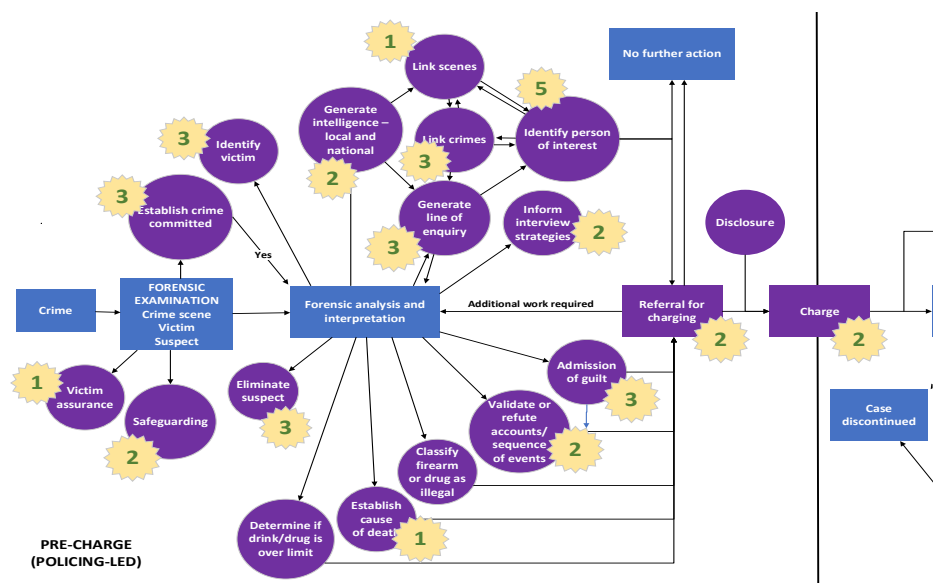 1
Link scenes
No further action
5
Generate
intelligence –
local and
national
2
Link crimes
3
Identify person
of interest
3
Identify
victim
3
Establish crime
committed
Generate
line of
enquiry
3
Inform
interview
strategies
2
Disclosure
Yes
Crime
FORENSIC
EXAMINATION
Crime scene
Victim
Suspect
Forensic analysis and
interpretation
Additional work required
Referral for
charging
2
Charge
2
1
Victim
assurance
Safeguarding
2
Eliminate
suspect
3
Admission
of guilt
3
Validate or
refute
accounts/
sequence
of events
2
Case
discontinued
Classify
firearm
or drug as
illegal
Determine if
drink/drug is
over limit
Establish
cause
of death
1
PRE-CHARGE
(POLICING-LED)